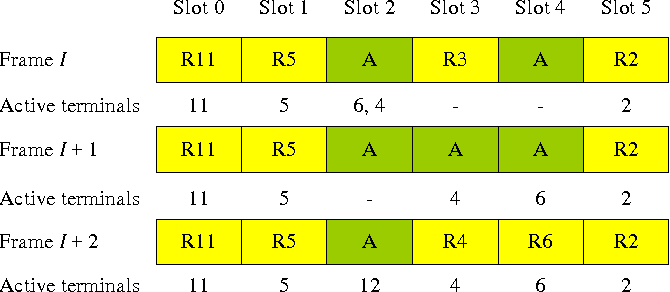 Slot 0 Slot 1 Slot 2 Slot 3 Slot 4 Slot 5
Frame I R11 R5 A R3 A R2
Active terminals 11 5 6, 4 - - 2
Frame I + 1 R11 R5 A A A R2
Active terminals 11 5 - 4 6 2
Frame I + 2 R11 R5 A R4 R6 R2
Active terminals 11 5 12 4 6 2